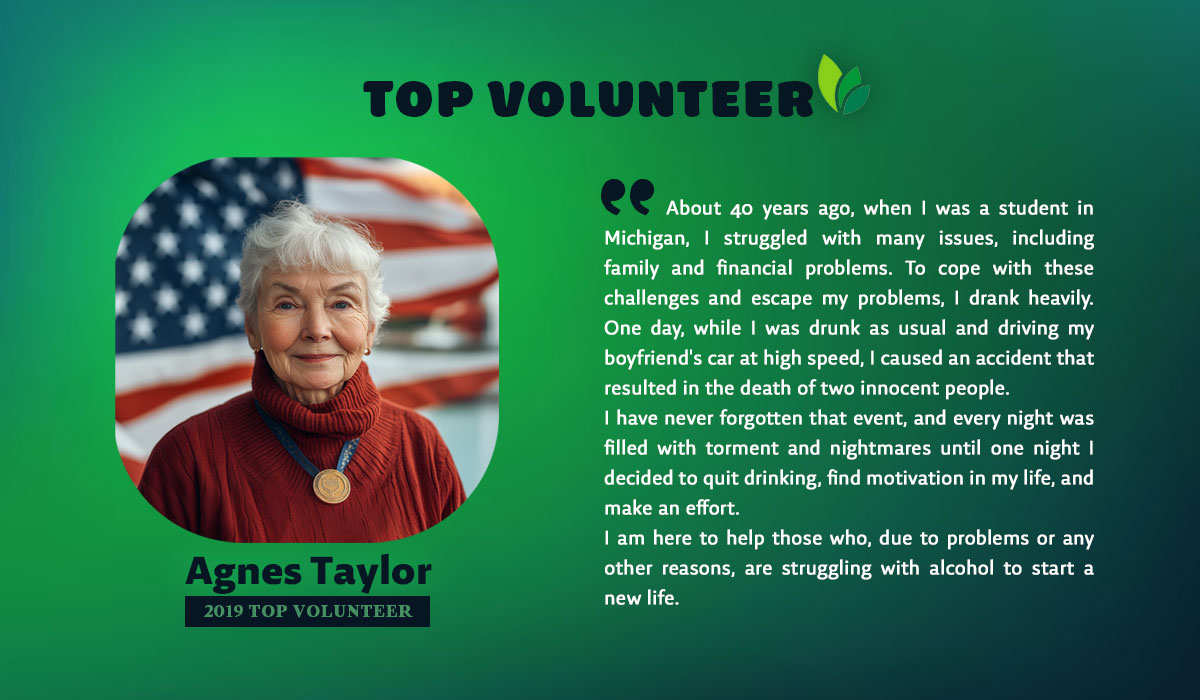 TOP VOLUNTEER
About 40 years ago, when I was a student in
Michigan, I struggled with many issues, including
family and financial problems. To cope with these
challenges and escape my problems, I drank heavily.
One day, while I was drunk as usual and driving my
boyfriend's car at high speed, I caused an accident that
resulted in the death of two innocent people.
I have never forgotten that event, and every night was
filled with torment and nightmares until one night I
decided to quit drinking, find motivation in my life, and
make an effort.
I am here to help those who, due to problems or any
other reasons, are struggling with alcohol to start a
new life.
Agnes Taylor
2019 TOP VOLUNTEER